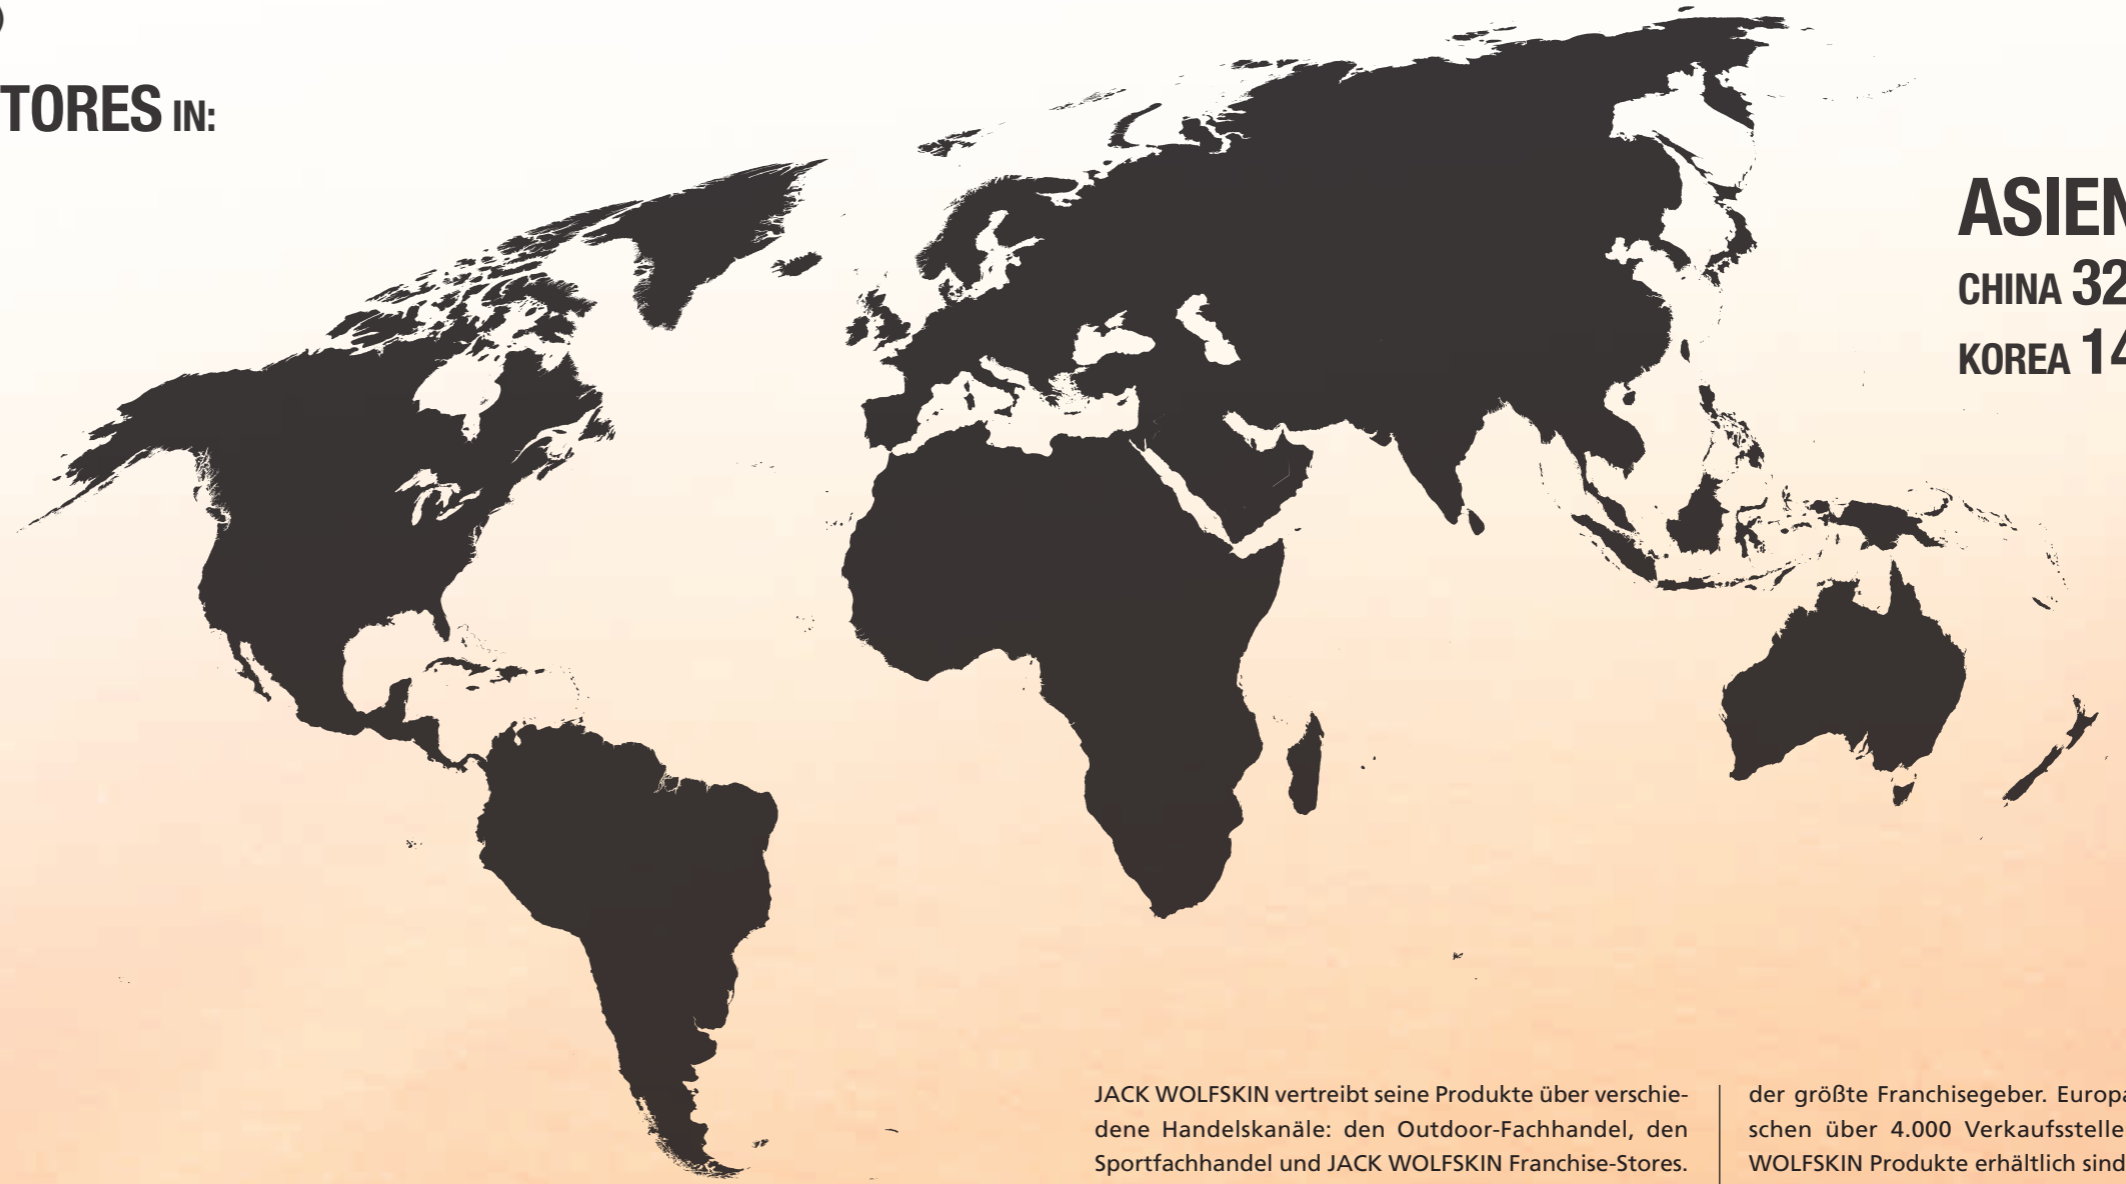 TORES IN:
ASIEN
CHINA 32
KOREA 14
JACK WOLFSKIN vertreibt seine Produkte über verschie-
dene Handelskanäle: den Outdoor-Fachhandel, den
Sportfachhandel und JACK WOLFSKIN Franchise-Stores.
der größte Franchisegeber. Europa
schen über 4.000 Verkaufsstelle
WOLFSKIN Produkte erhältlich sind